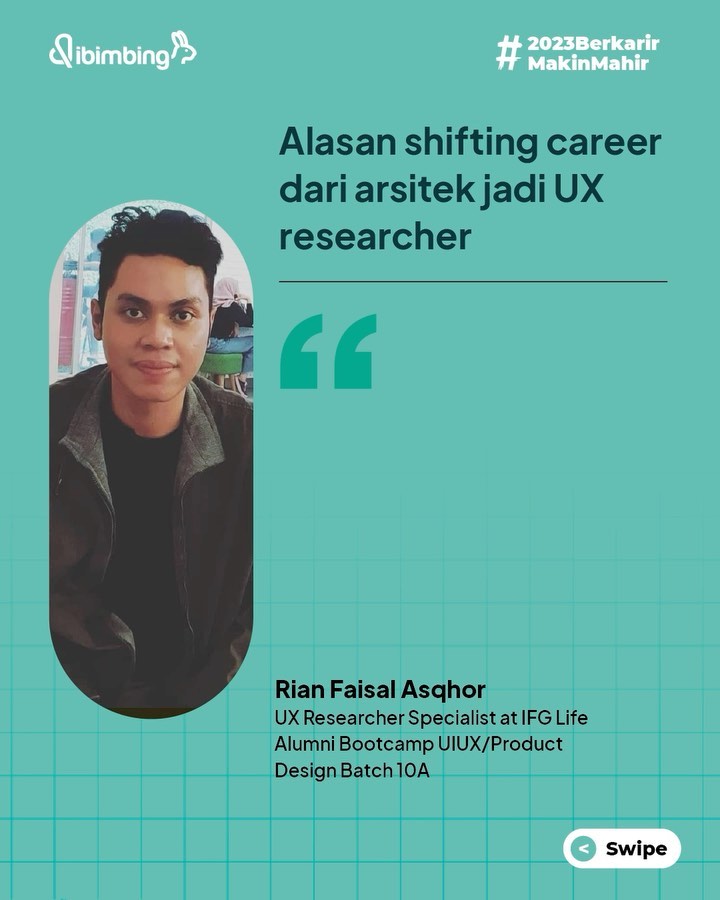 dibimbing
#2023Berkarir
MakinMahir
Alasan shifting career
dari arsitek jadi UX
researcher
“
Rian Faisal Asqhor
UX Researcher Specialist at IFG Life
Alumni Bootcamp UIUX/Product
Design Batch 10A
< Swipe